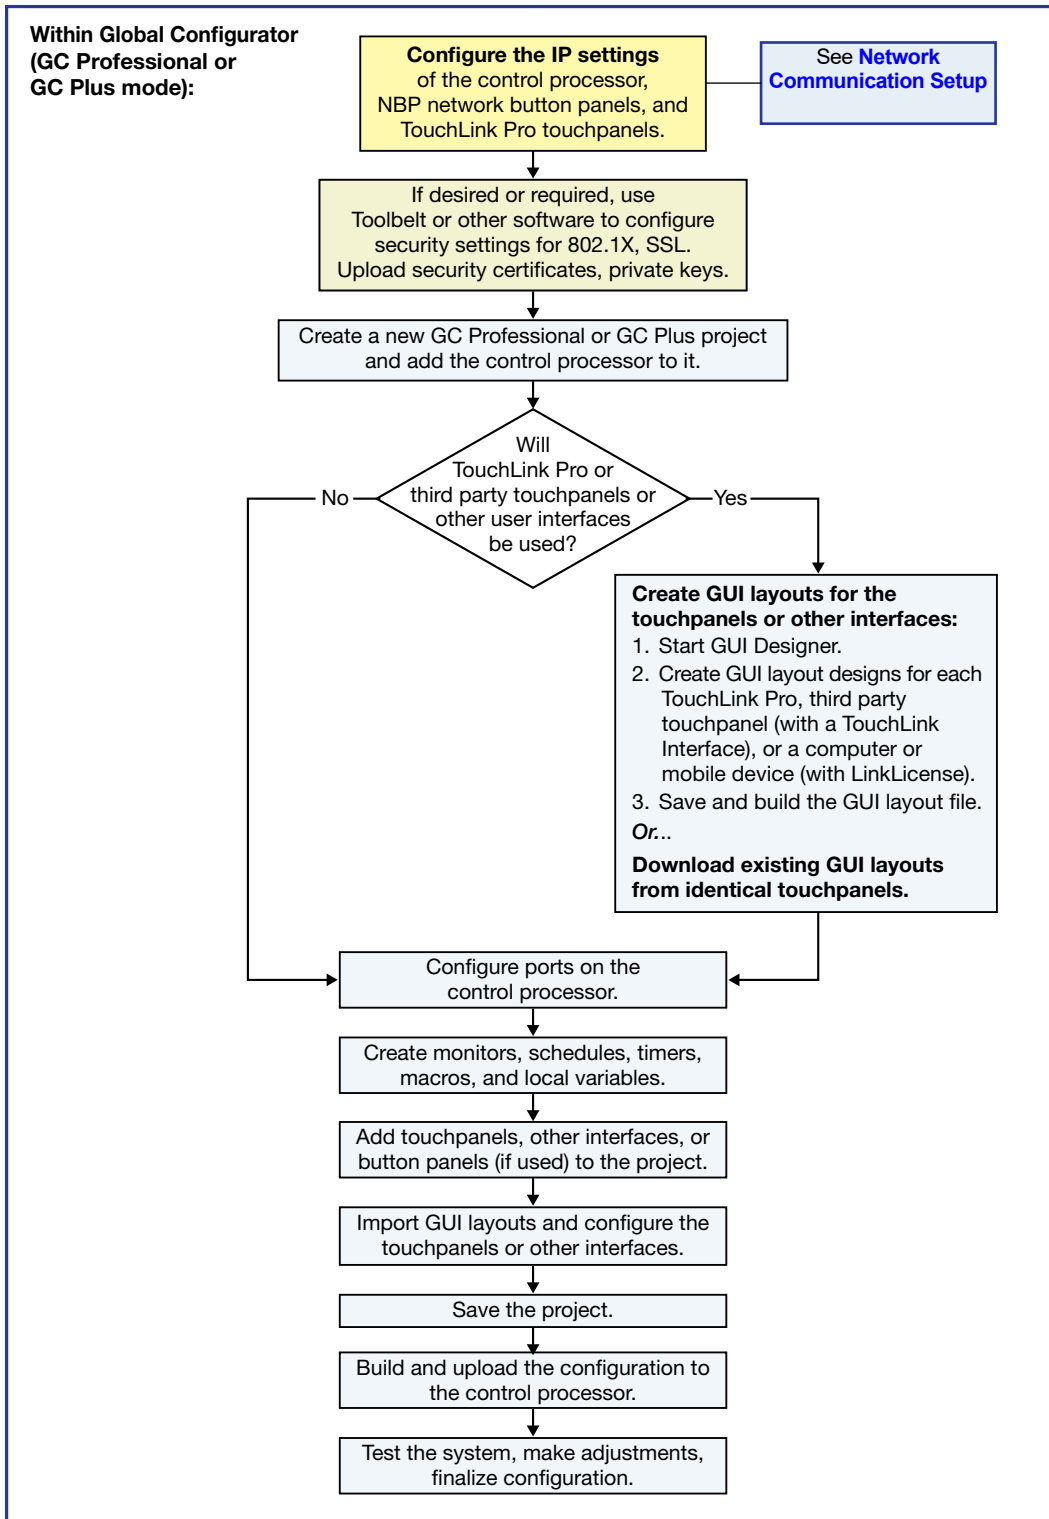 Within Global Configurator
(GC Professional or
GC Plus mode):
Configure the IP settings
of the control processor,
NBP network button panels, and
TouchLink Pro touchpanels.
See Network
Communication Setup
If desired or required, use
Toolbelt or other software to configure
security settings for 802.1X, SSL.
Upload security certificates, private keys.
Create a new GC Professional or GC Plus project
and add the control processor to it.
Will
TouchLink Pro or
third party touchpanels or
other user interfaces
be used?
No
Yes
Create GUI layouts for the
touchpanels or other interfaces:
1. Start GUI Designer.
2. Create GUI layout designs for each
TouchLink Pro, third party
touchpanel (with a TouchLink
Interface), or a computer or
mobile device (with LinkLicense).
3. Save and build the GUI layout file.
Or...
Download existing GUI layouts
from identical touchpanels.
Configure ports on the
control processor.
Create monitors, schedules, timers,
macros, and local variables.
Add touchpanels, other interfaces, or
button panels (if used) to the project.
Import GUI layouts and configure the
touchpanels or other interfaces.
Save the project.
Build and upload the configuration to
the control processor.
Test the system, make adjustments,
finalize configuration.